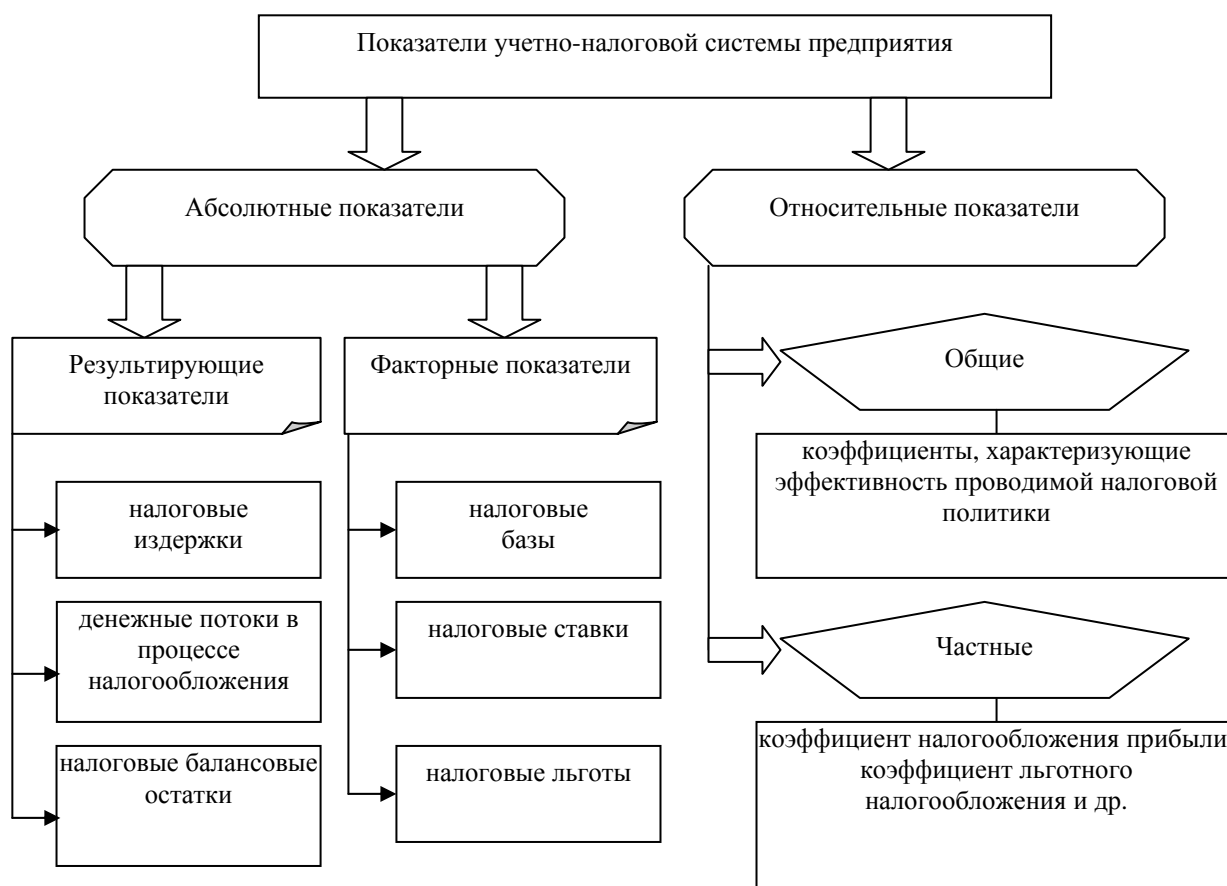 Показатели учетно-налоговой системы предприятия
Абсолютные показатели
Относительные показатели
Результирующие
показатели
Факторные показатели
Общие
коэффициенты, характеризующие
эффективность проводимой налоговой
политики
налоговые
издержки
налоговые
базы
денежные потоки в
процессе
налогообложения
налоговые ставки
Частные
налоговые балансовые
остатки
налоговые льготы
коэффициент налогообложения прибыли
коэффициент льготного
налогообложения и др.